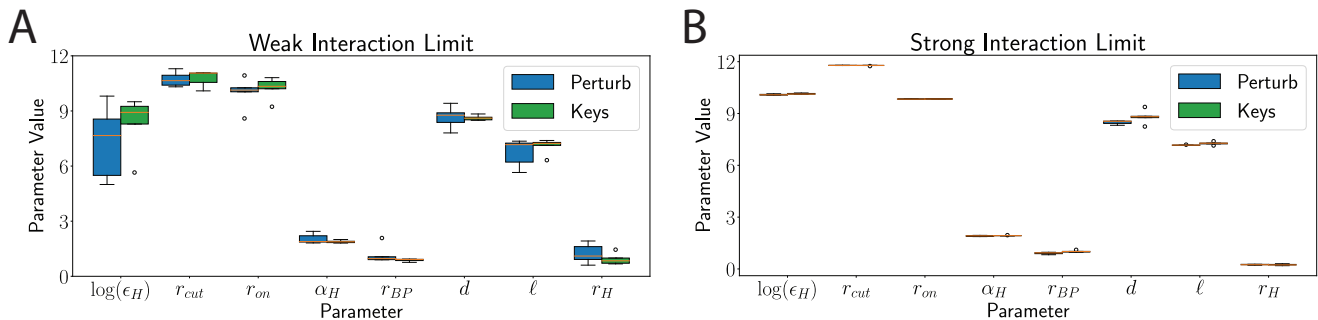 A
Weak Interaction Limit
Parameter Value
12
9
6
3
0
Perturb
Keys
log(ϵ_H) r_cut r_on α_H r_BP d ℓ r_H
Parameter
B
Strong Interaction Limit
Parameter Value
12
9
6
3
0
Perturb
Keys
log(ϵ_H) r_cut r_on α_H r_BP d ℓ r_H
Parameter